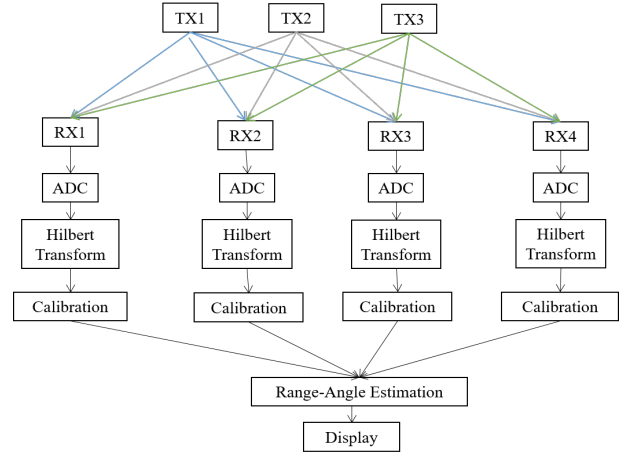 TX1
TX2
TX3
RX1
RX2
RX3
RX4
ADC
ADC
ADC
ADC
Hilbert
Transform
Hilbert
Transform
Hilbert
Transform
Hilbert
Transform
Calibration
Calibration
Calibration
Calibration
Range-Angle Estimation
Display